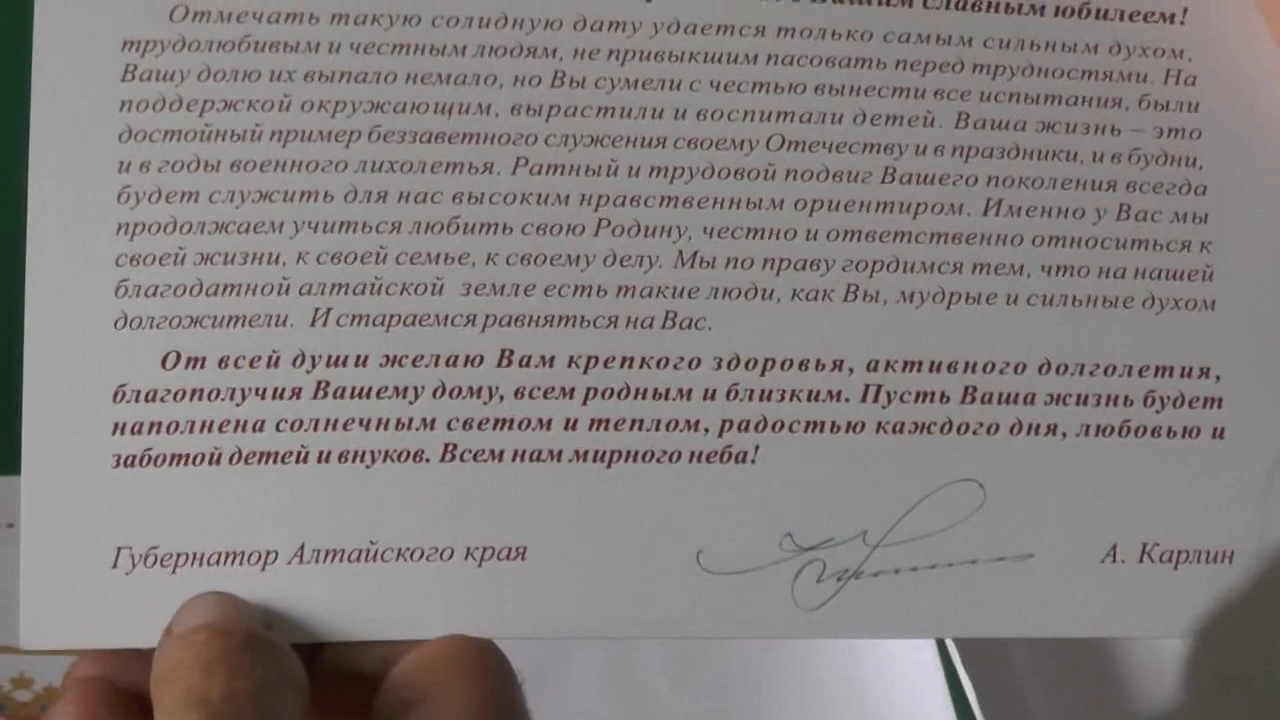 Вашим славным юбилеем!
Отмечать такую солидную дату удается только самым сильным духом,
трудолюбивым и честным людям, не привыкшим пасовать перед трудностями. На
Вашу долю их выпало немало, но Вы сумели с честью вынести все испытания, были
поддержкой окружающим, вырастили и воспитали детей. Ваша жизнь – это
достойный пример беззаветного служения своему Отечеству и в праздники, и в будни,
и в годы военного лихолетья. Ратный и трудовой подвиг Вашего поколения всегда
будет служить для нас высоким нравственным ориентиром. Именно у Вас мы
продолжаем учиться любить свою Родину, честно и ответственно относиться к
своей жизни, к своей семье, к своему делу. Мы по праву гордимся тем, что на нашей
благодатной алтайской земле есть такие люди, как Вы, мудрые и сильные духом
долгожители. И стараемся равняться на Вас.
От всей души желаю Вам крепкого здоровья, активного долголетия,
благополучия Вашему дому, всем родным и близким. Пусть Ваша жизнь будет
наполнена солнечным светом и теплом, радостью каждого дня, любовью и
заботой детей и внуков. Всем нам мирного неба!
Губернатор Алтайского края А. Карлин